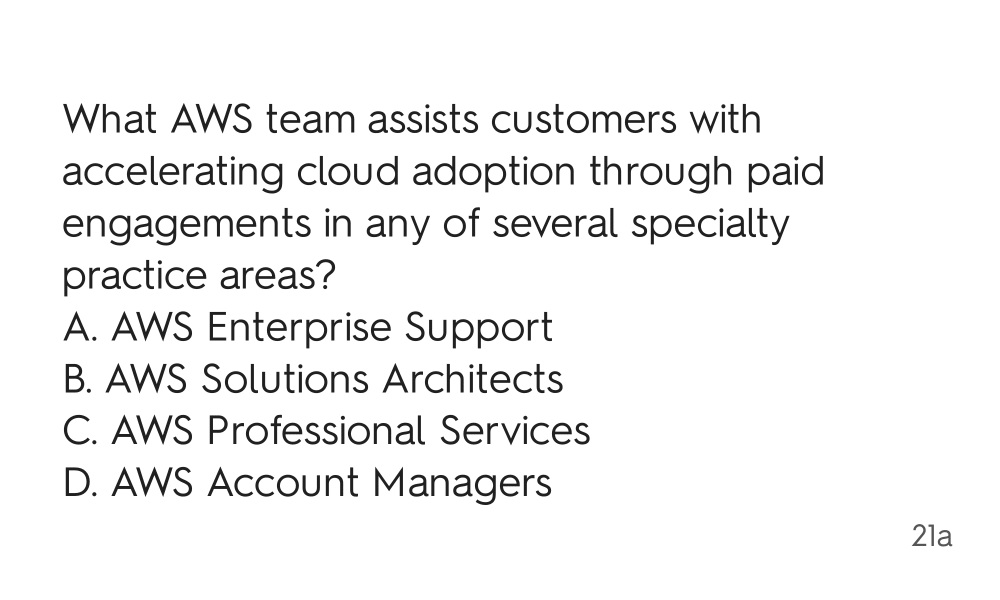 What AWS team assists customers with
accelerating cloud adoption through paid
engagements in any of several specialty
practice areas?
A. AWS Enterprise Support
B. AWS Solutions Architects
C. AWS Professional Services
D. AWS Account Managers
21a